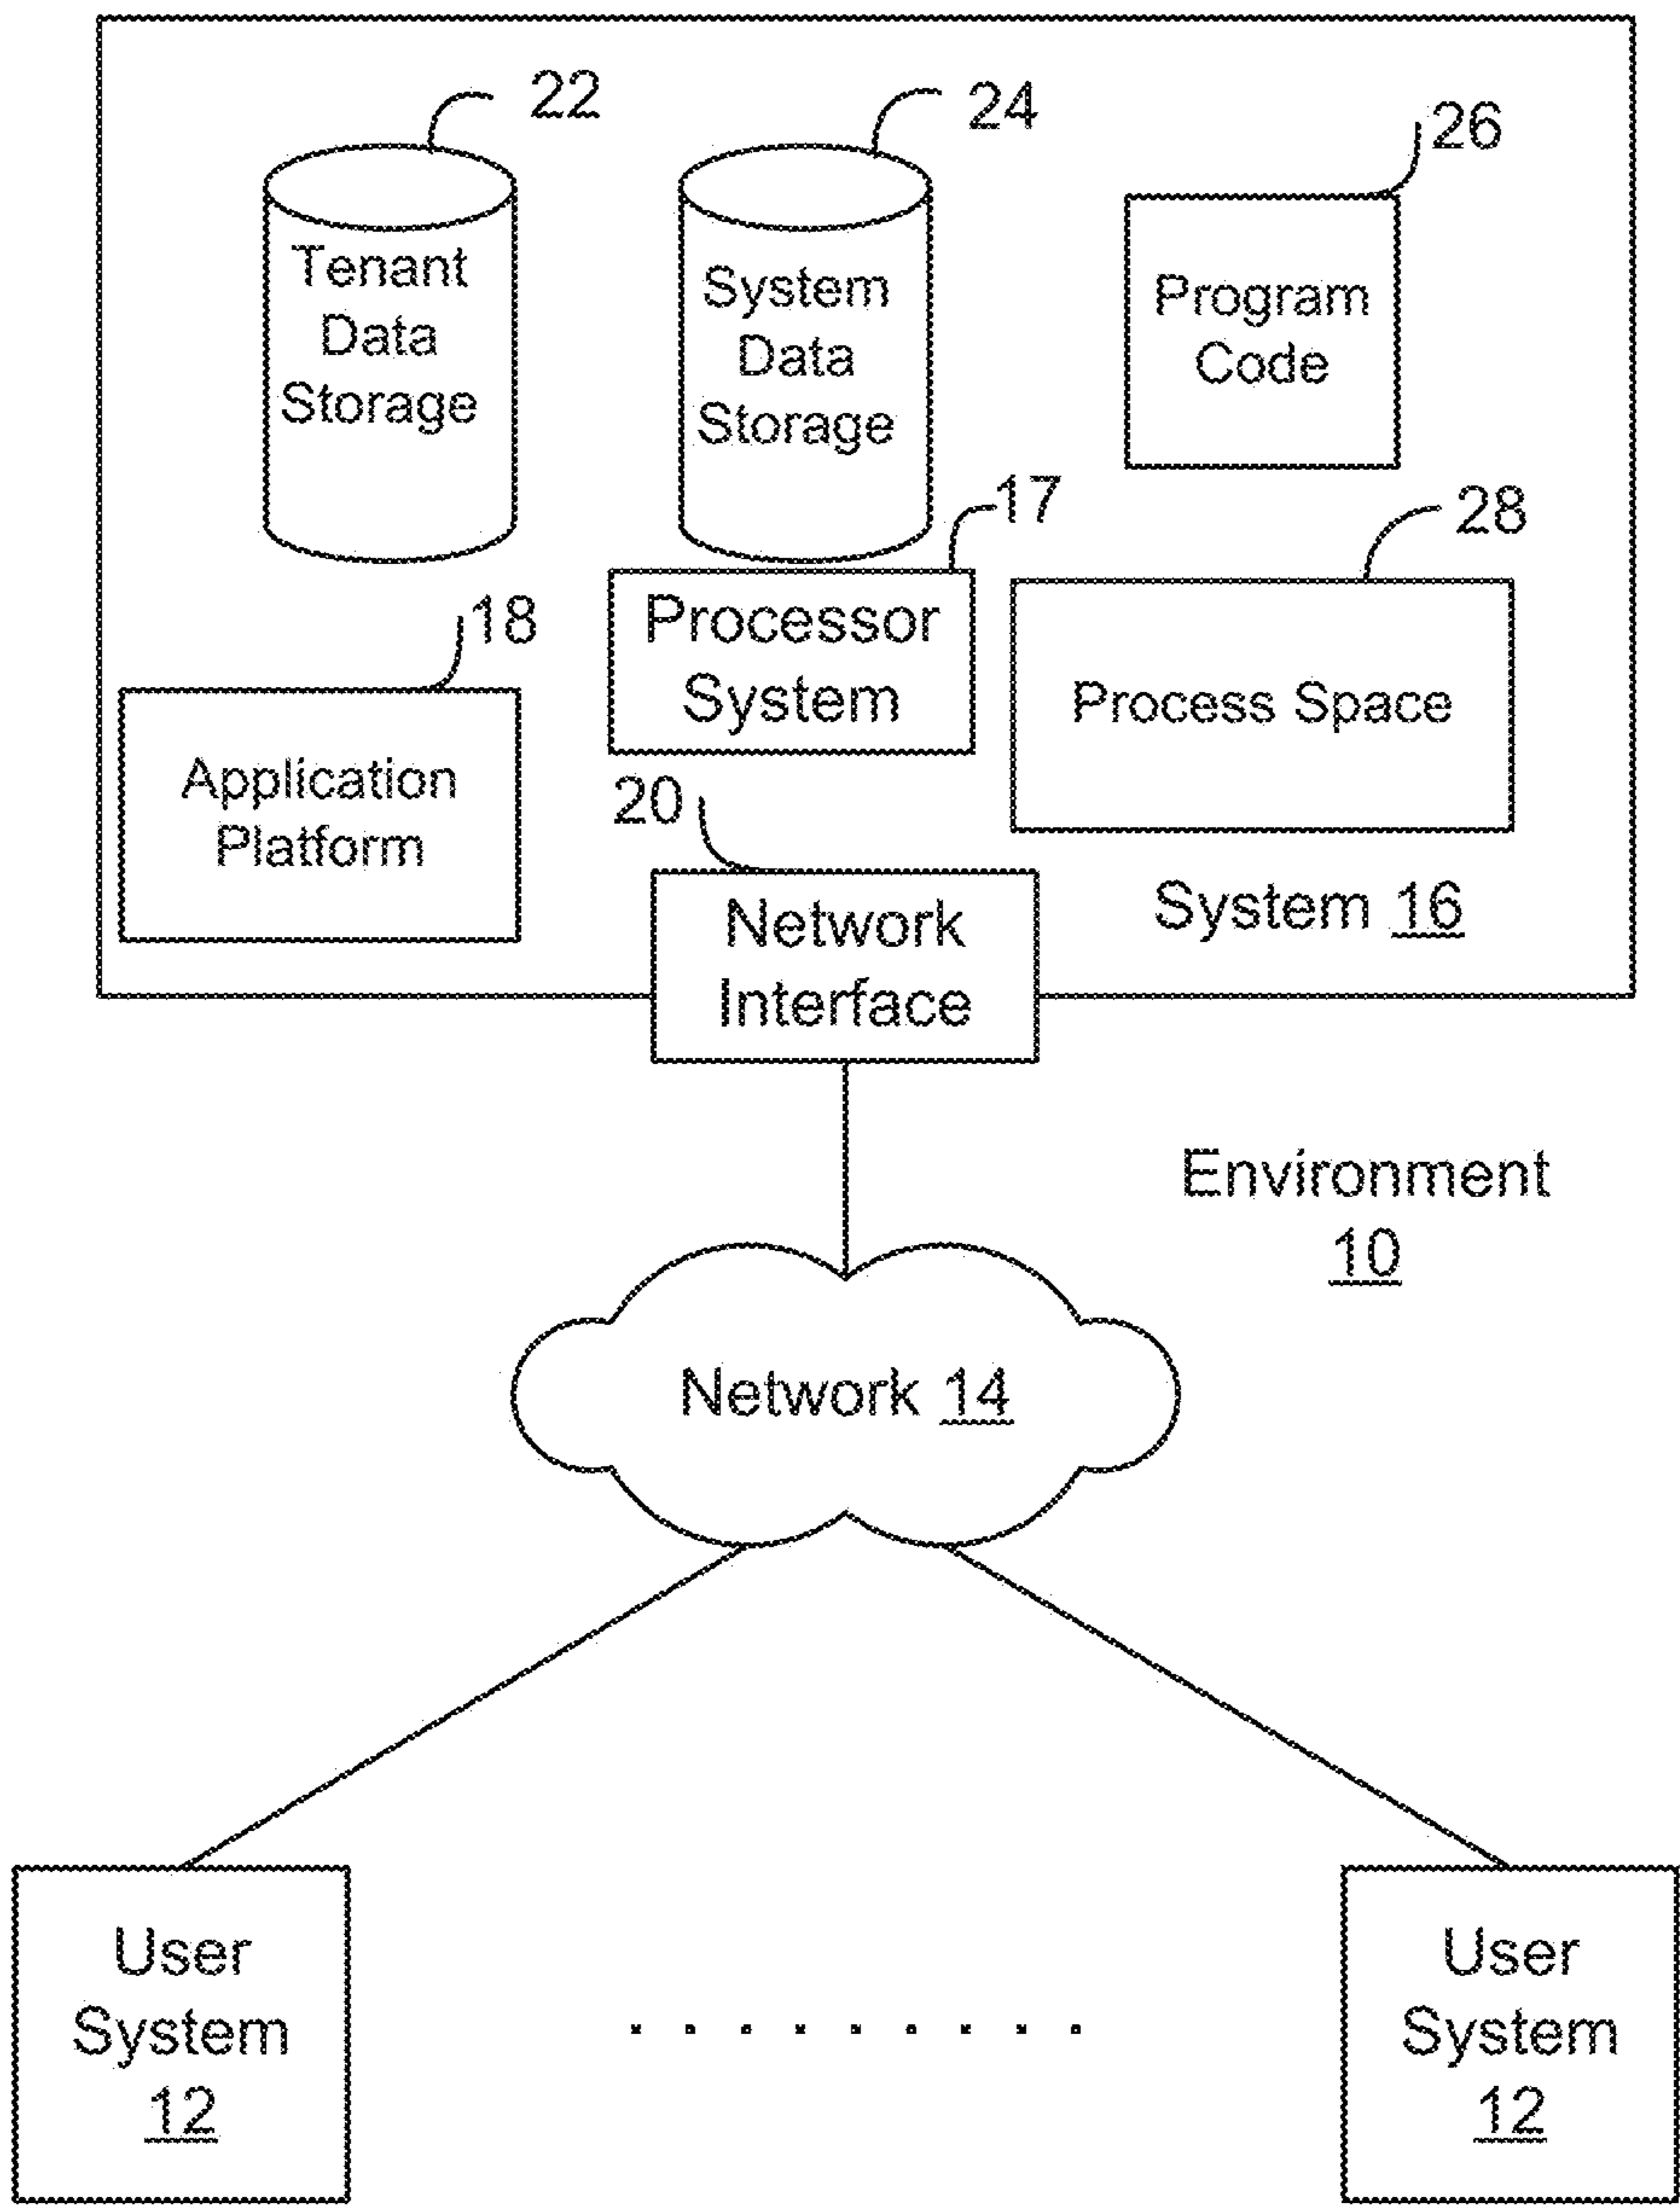 22
24
26
Tenant
Data
Storage
System
Data
Storage
Program
Code
17
28
18
Processor
System
Process Space
Application
Platform
20
Network
Interface
System 16
Environment
10
Network 14
User
System
12
User
System
12